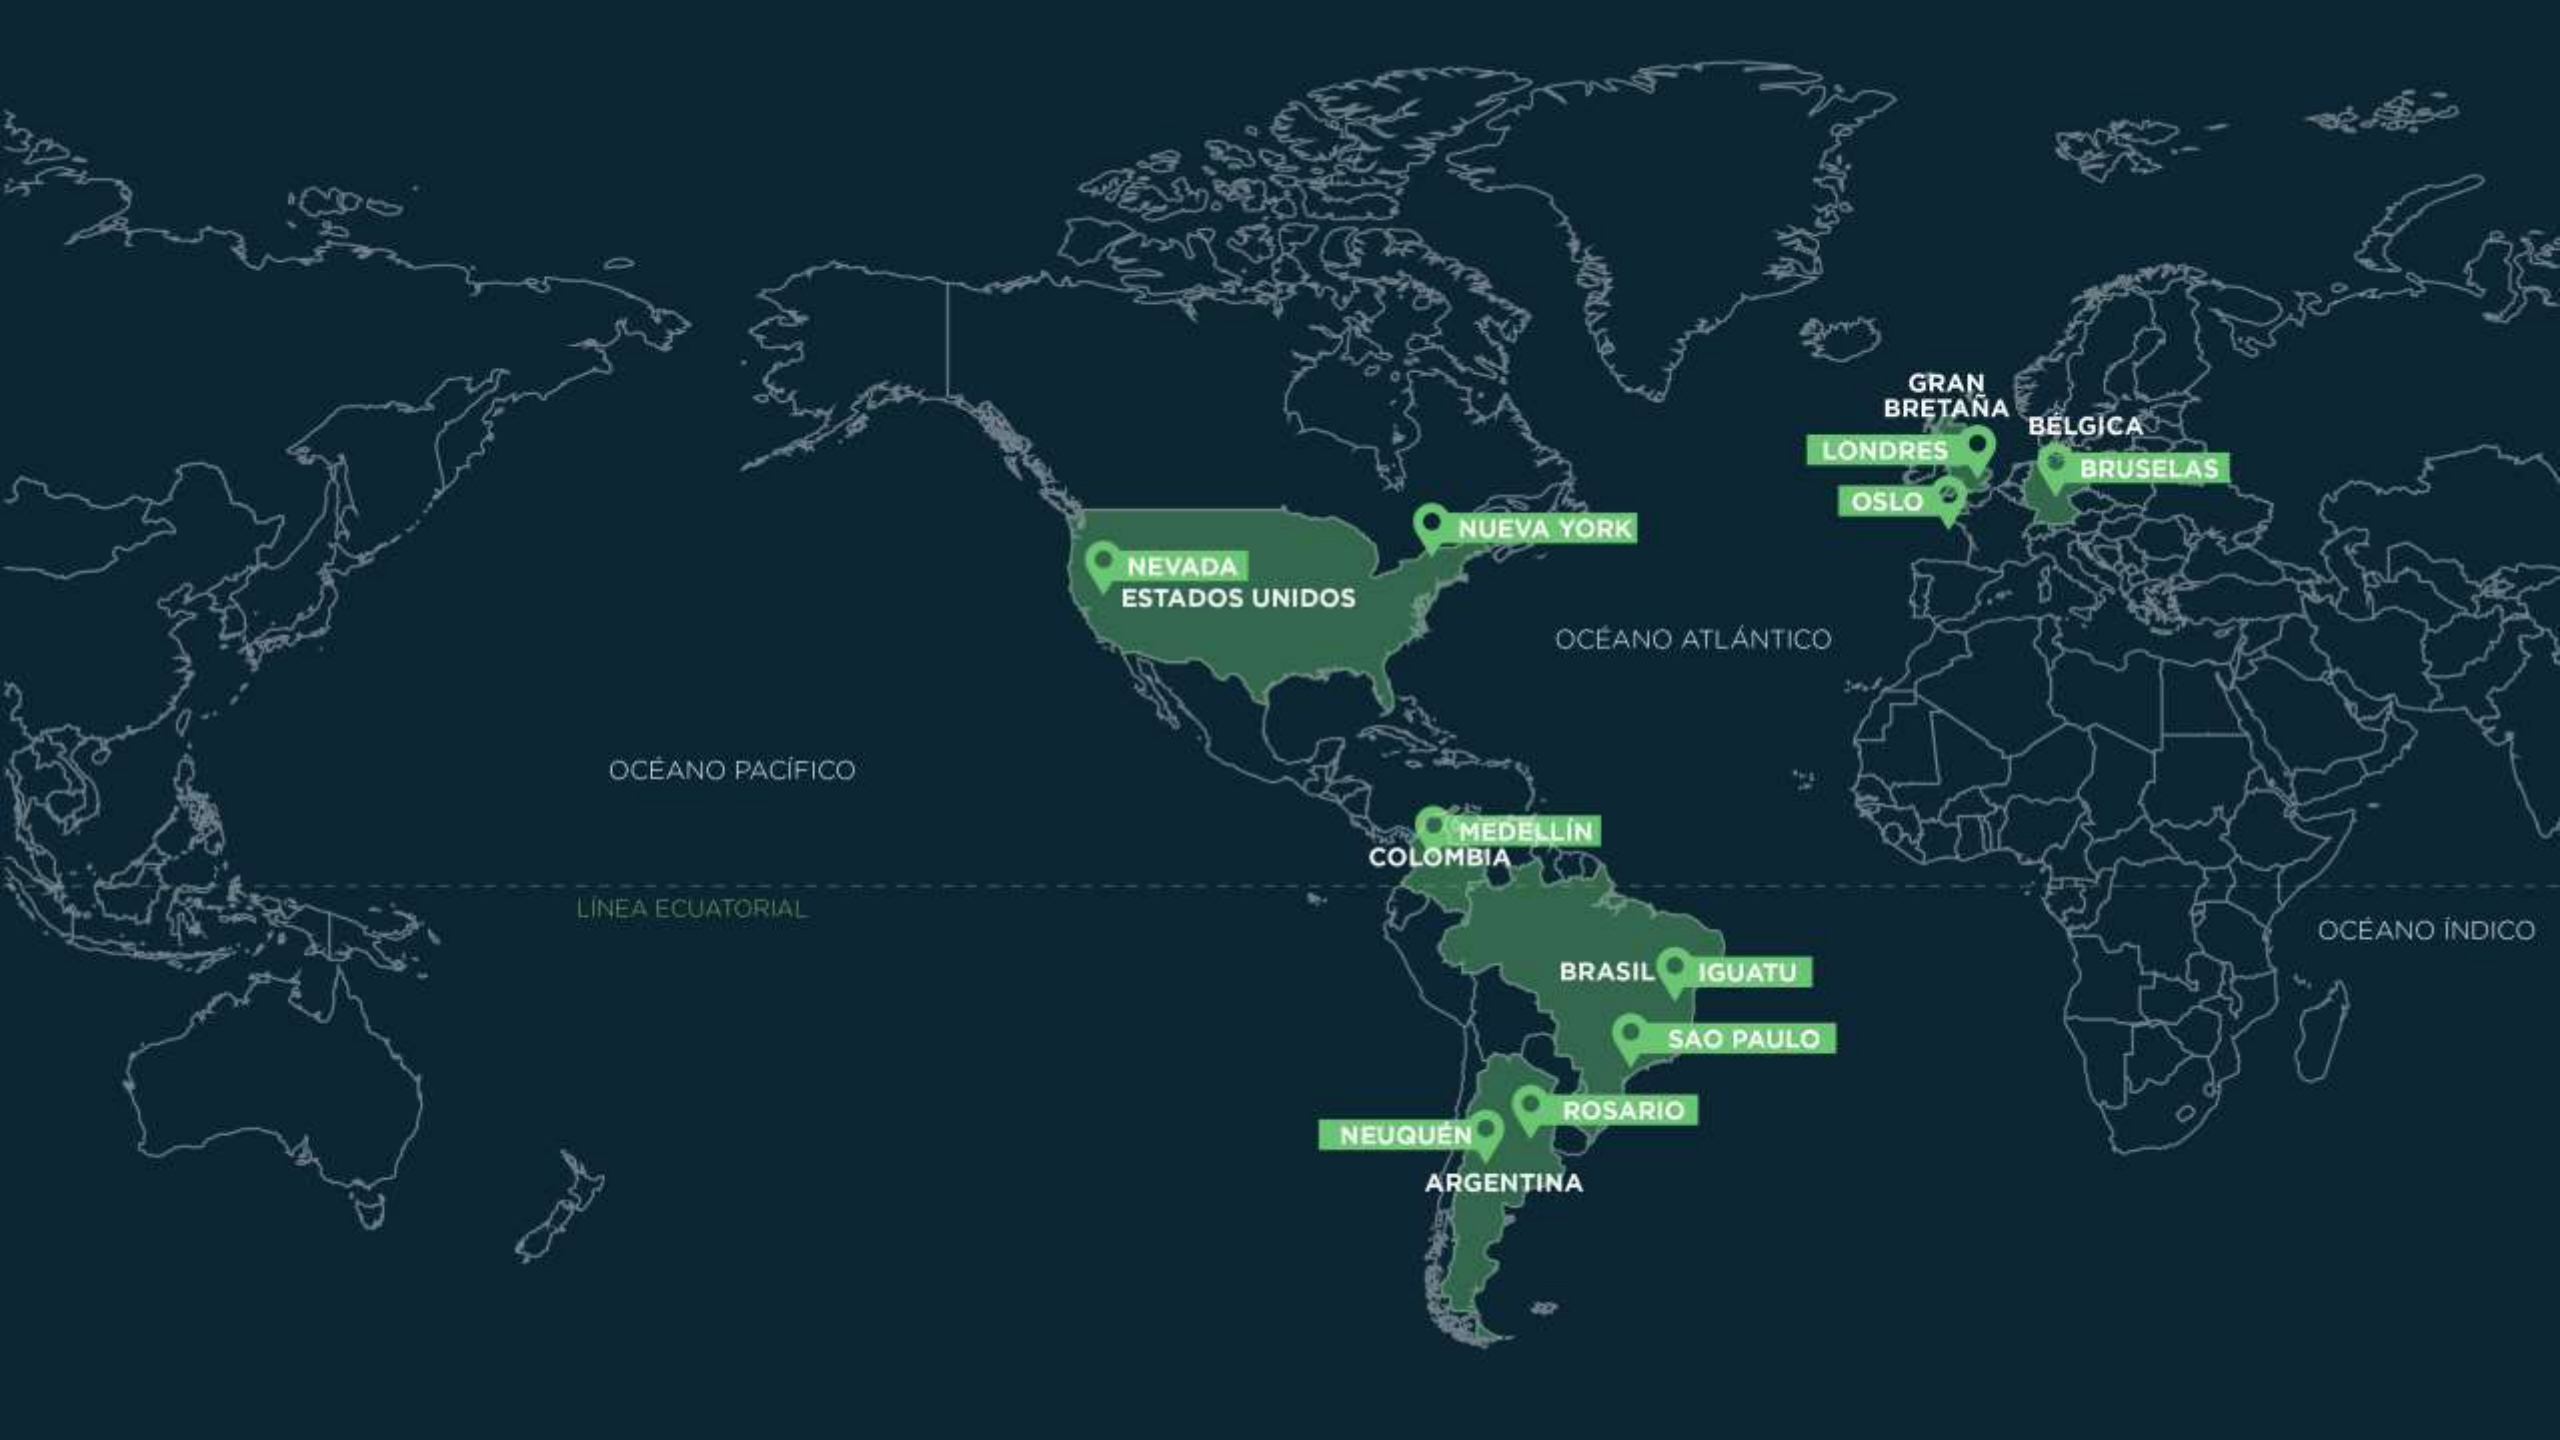 GRAN
BRETAÑA
BÉLGICA
LONDRES
BRUSELAS
OSLO
NUEVA YORK
NEVADA
ESTADOS UNIDOS
OCÉANO ATLÁNTICO
OCÉANO PACÍFICO
MEDELLÍN
COLOMBIA
LÍNEA ECUATORIAL
OCÉANO ÍNDICO
BRASIL
IGUATU
SAO PAULO
ROSARIO
NEUQUÉN
ARGENTINA